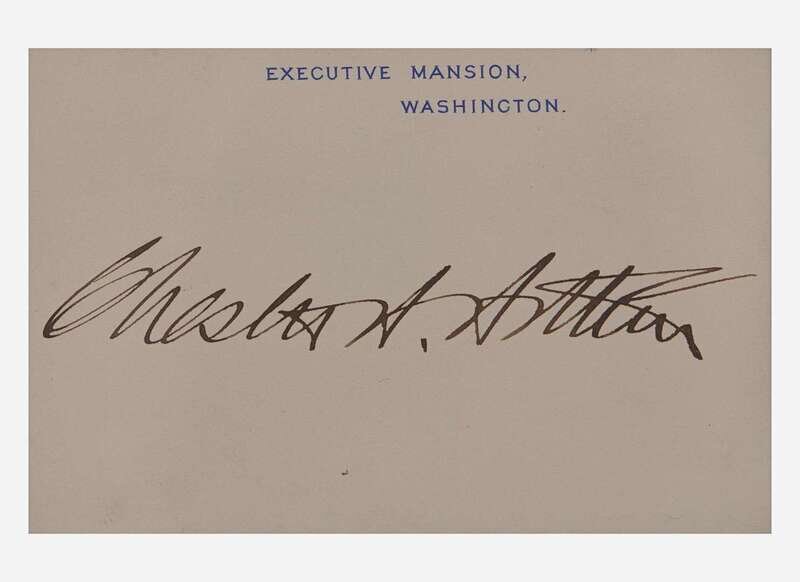 EXECUTIVE MANSION,
WASHINGTON.
Chester A. Arthur